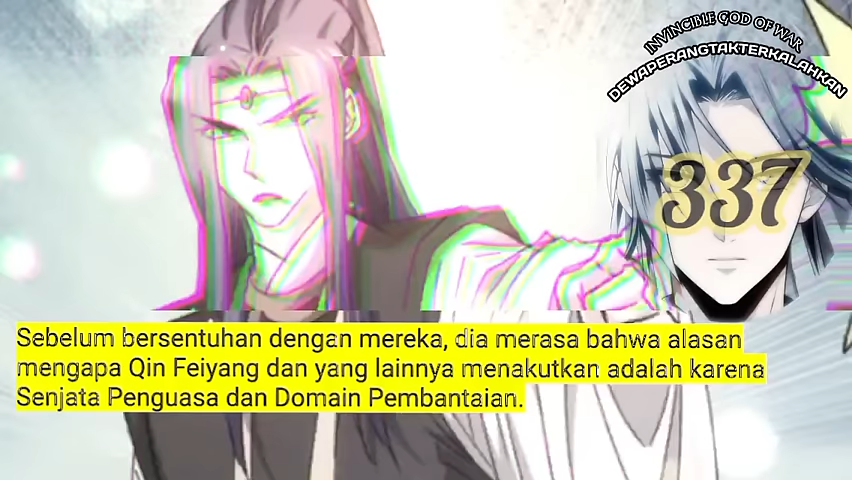 INVINCIBLE GOD OF WAR
DEWAPERANGTAKTERKALAHKAN
337
Sebelum bersentuhan dengan mereka, dia merasa bahwa alasan
mengapa Qin Feiyang dan yang lainnya menakutkan adalah karena
Senjata Penguasa dan Domain Pembantaian.